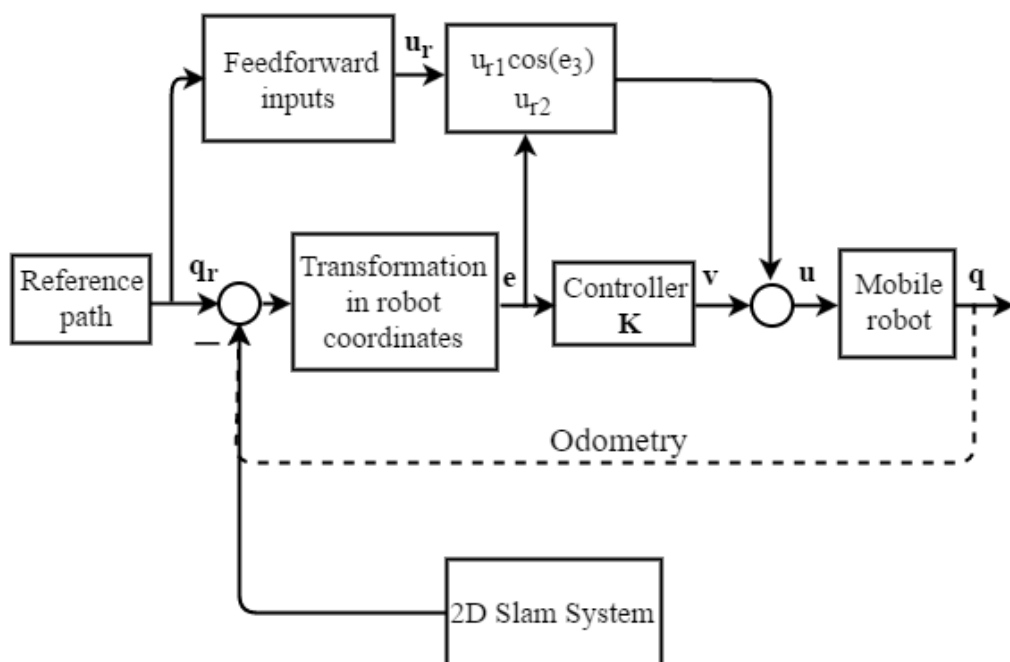 Feedforward
inputs
u_r
u_r1cos(e_3)
u_r2
Reference
path
q_r
−
Transformation
in robot
coordinates
e
Controller
K
v
u
Mobile
robot
q
Odometry
2D Slam System